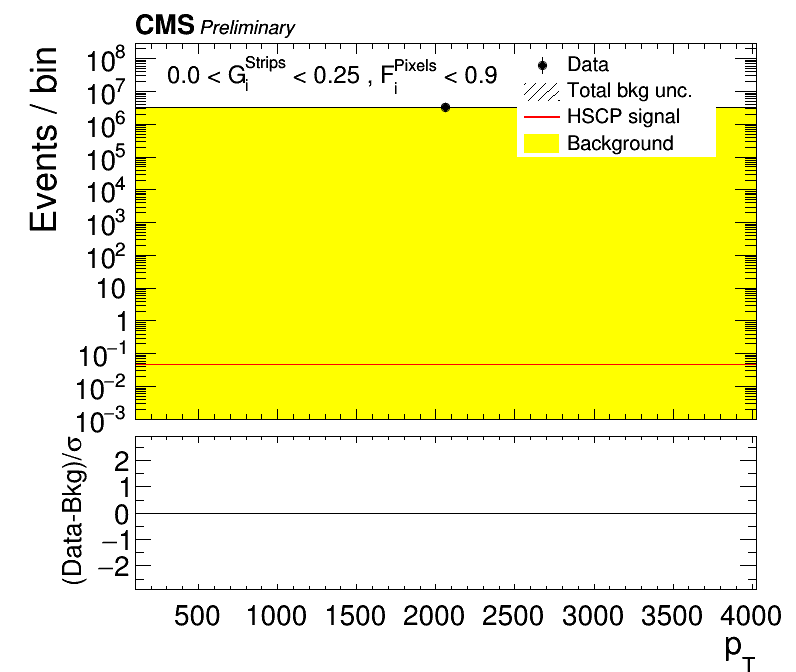 CMS Preliminary
0.0 < G_i^Strips < 0.25 , F_i^Pixels < 0.9
Data
Total bkg unc.
HSCP signal
Background
Events / bin
10^8
10^7
10^6
10^5
10^4
10^3
10^2
10
1
10^−1
10^−2
10^−3
(Data-Bkg)/σ
2
1
0
−1
−2
500 1000 1500 2000 2500 3000 3500 4000
p_T